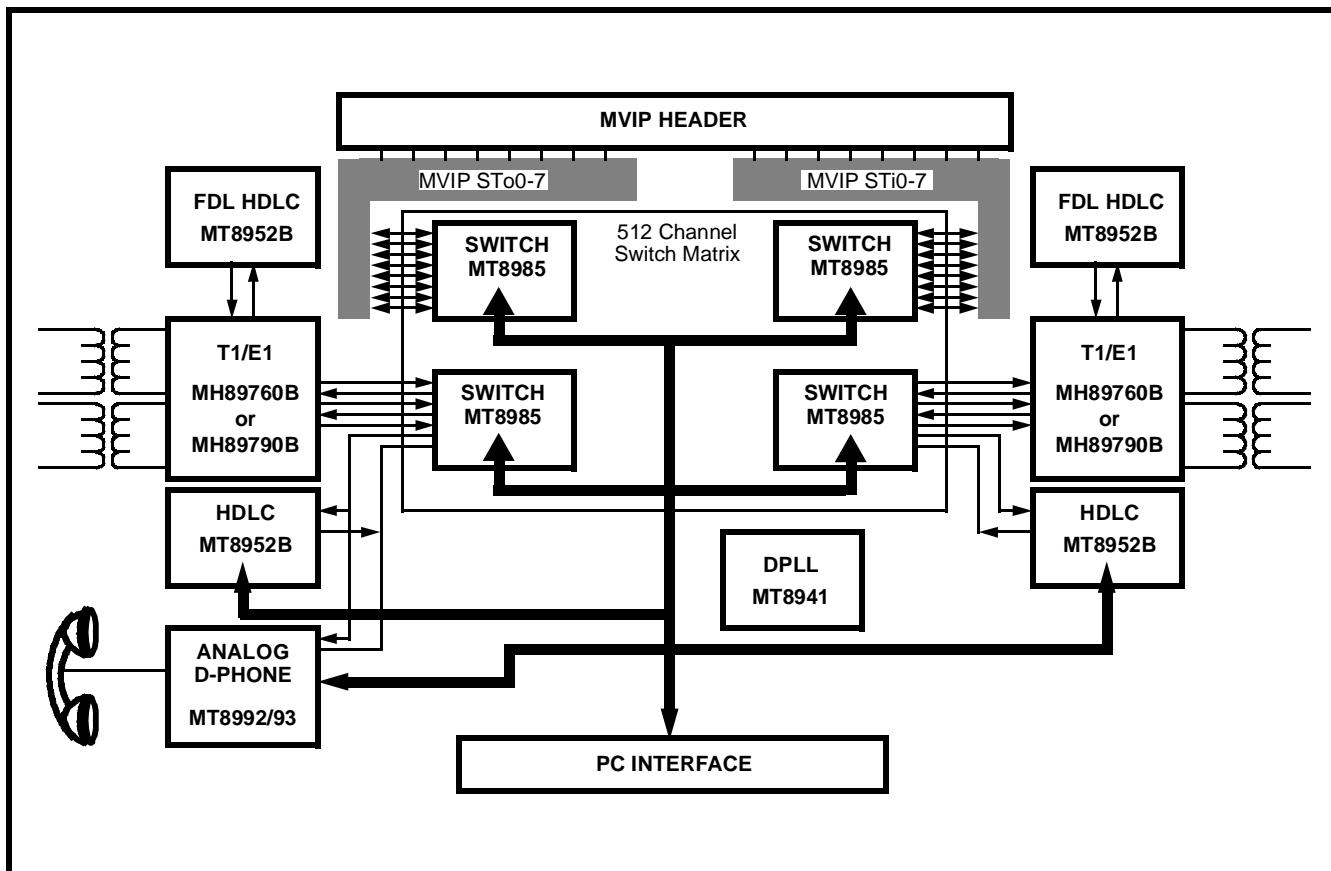 MVIP HEADER
MVIP STo0-7
MVIP STi0-7
FDL HDLC
MT8952B
SWITCH
MT8985
512 Channel
Switch Matrix
SWITCH
MT8985
FDL HDLC
MT8952B
T1/E1
MH89760B
or
MH89790B
SWITCH
MT8985
SWITCH
MT8985
T1/E1
MH89760B
or
MH89790B
HDLC
MT8952B
DPLL
MT8941
HDLC
MT8952B
ANALOG
D-PHONE
MT8992/93
PC INTERFACE